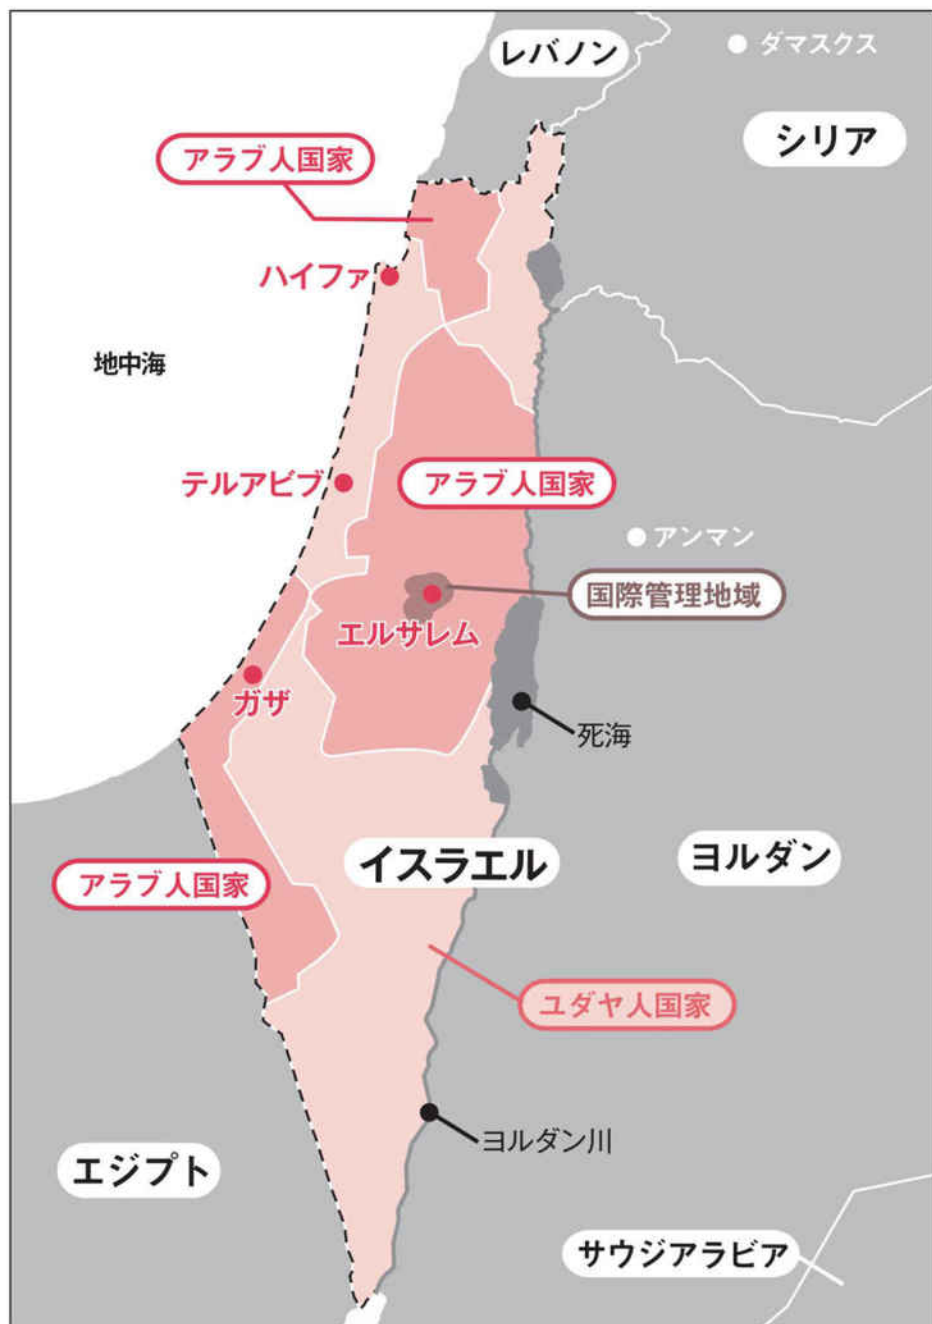 レバノン
ダマスクス
シリア
アラブ人国家
ハイファ
地中海
テルアビブ
アラブ人国家
アンマン
国際管理地域
エルサレム
ガザ
死海
イスラエル
ヨルダン
アラブ人国家
ユダヤ人国家
ヨルダン川
エジプト
サウジアラビア